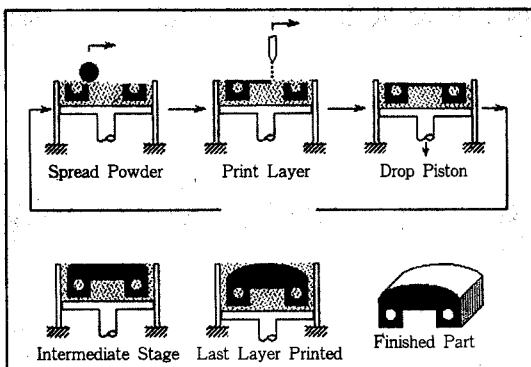 Spread Powder
Print Layer
Drop Piston
Intermediate Stage
Last Layer Printed
Finished Part